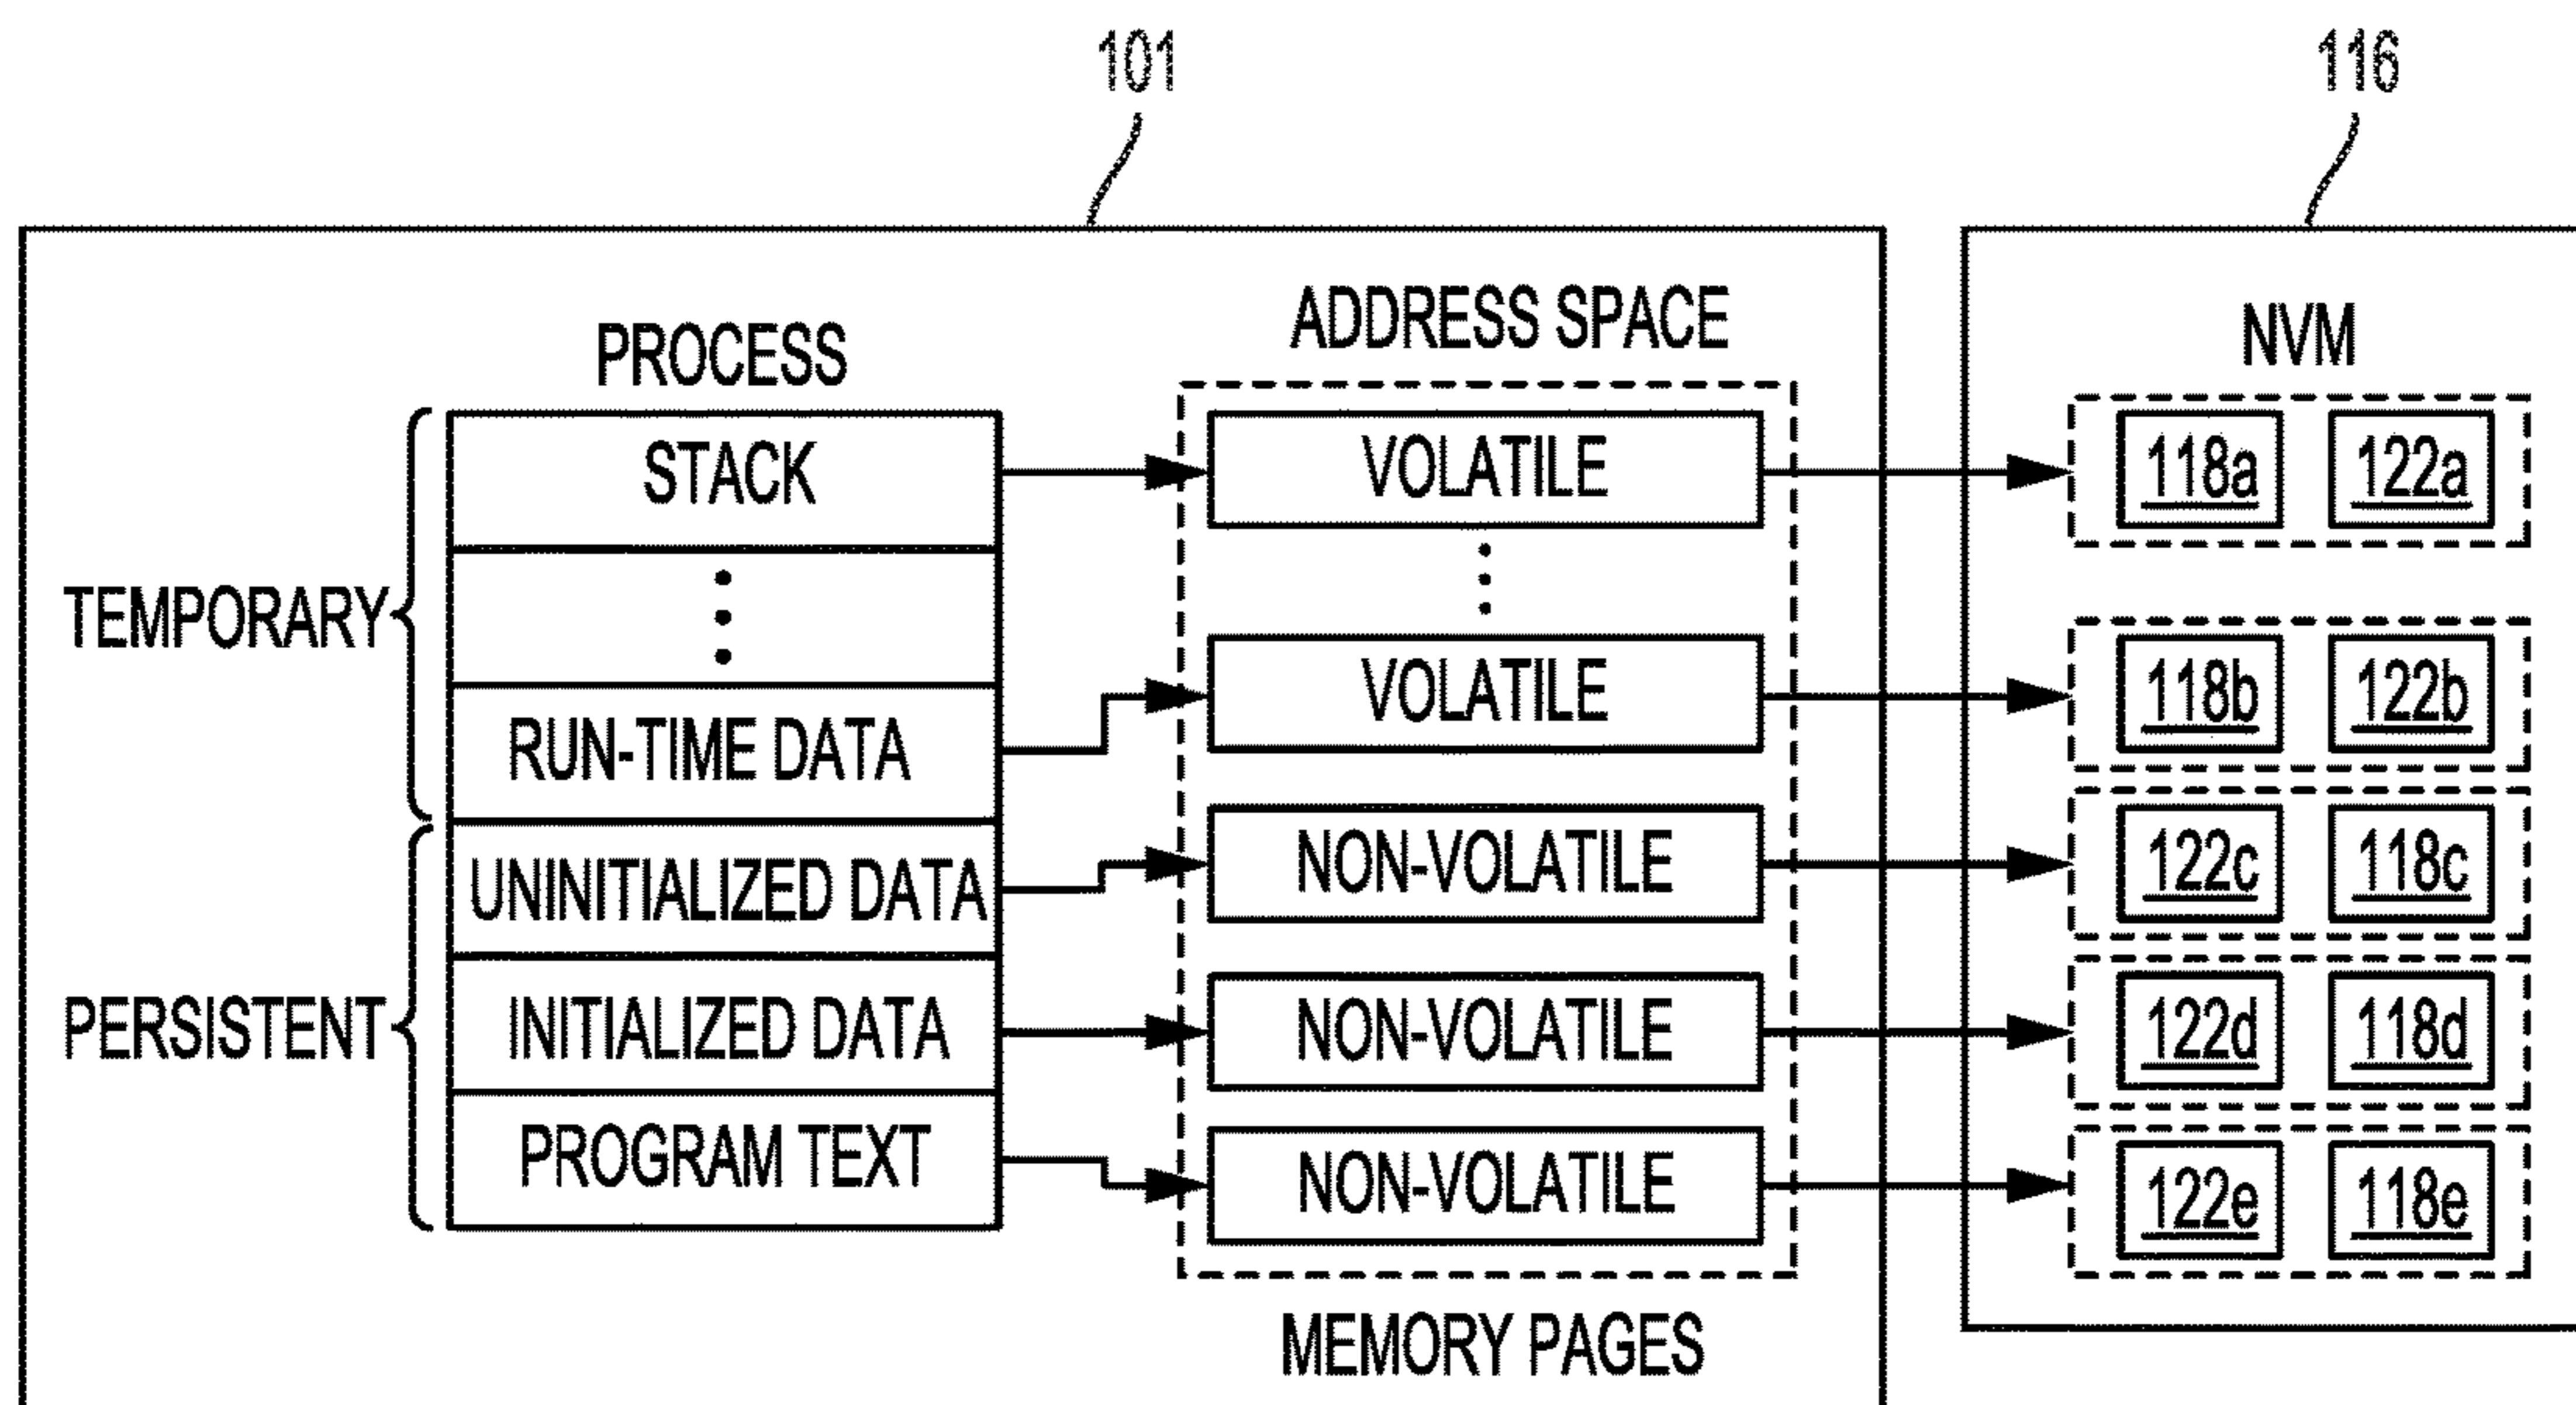 101
116
PROCESS
ADDRESS SPACE
NVM
TEMPORARY
PERSISTENT
STACK
RUN-TIME DATA
UNINITIALIZED DATA
INITIALIZED DATA
PROGRAM TEXT
VOLATILE
VOLATILE
NON-VOLATILE
NON-VOLATILE
NON-VOLATILE
MEMORY PAGES
118a 122a
118b 122b
122c 118c
122d 118d
122e 118e